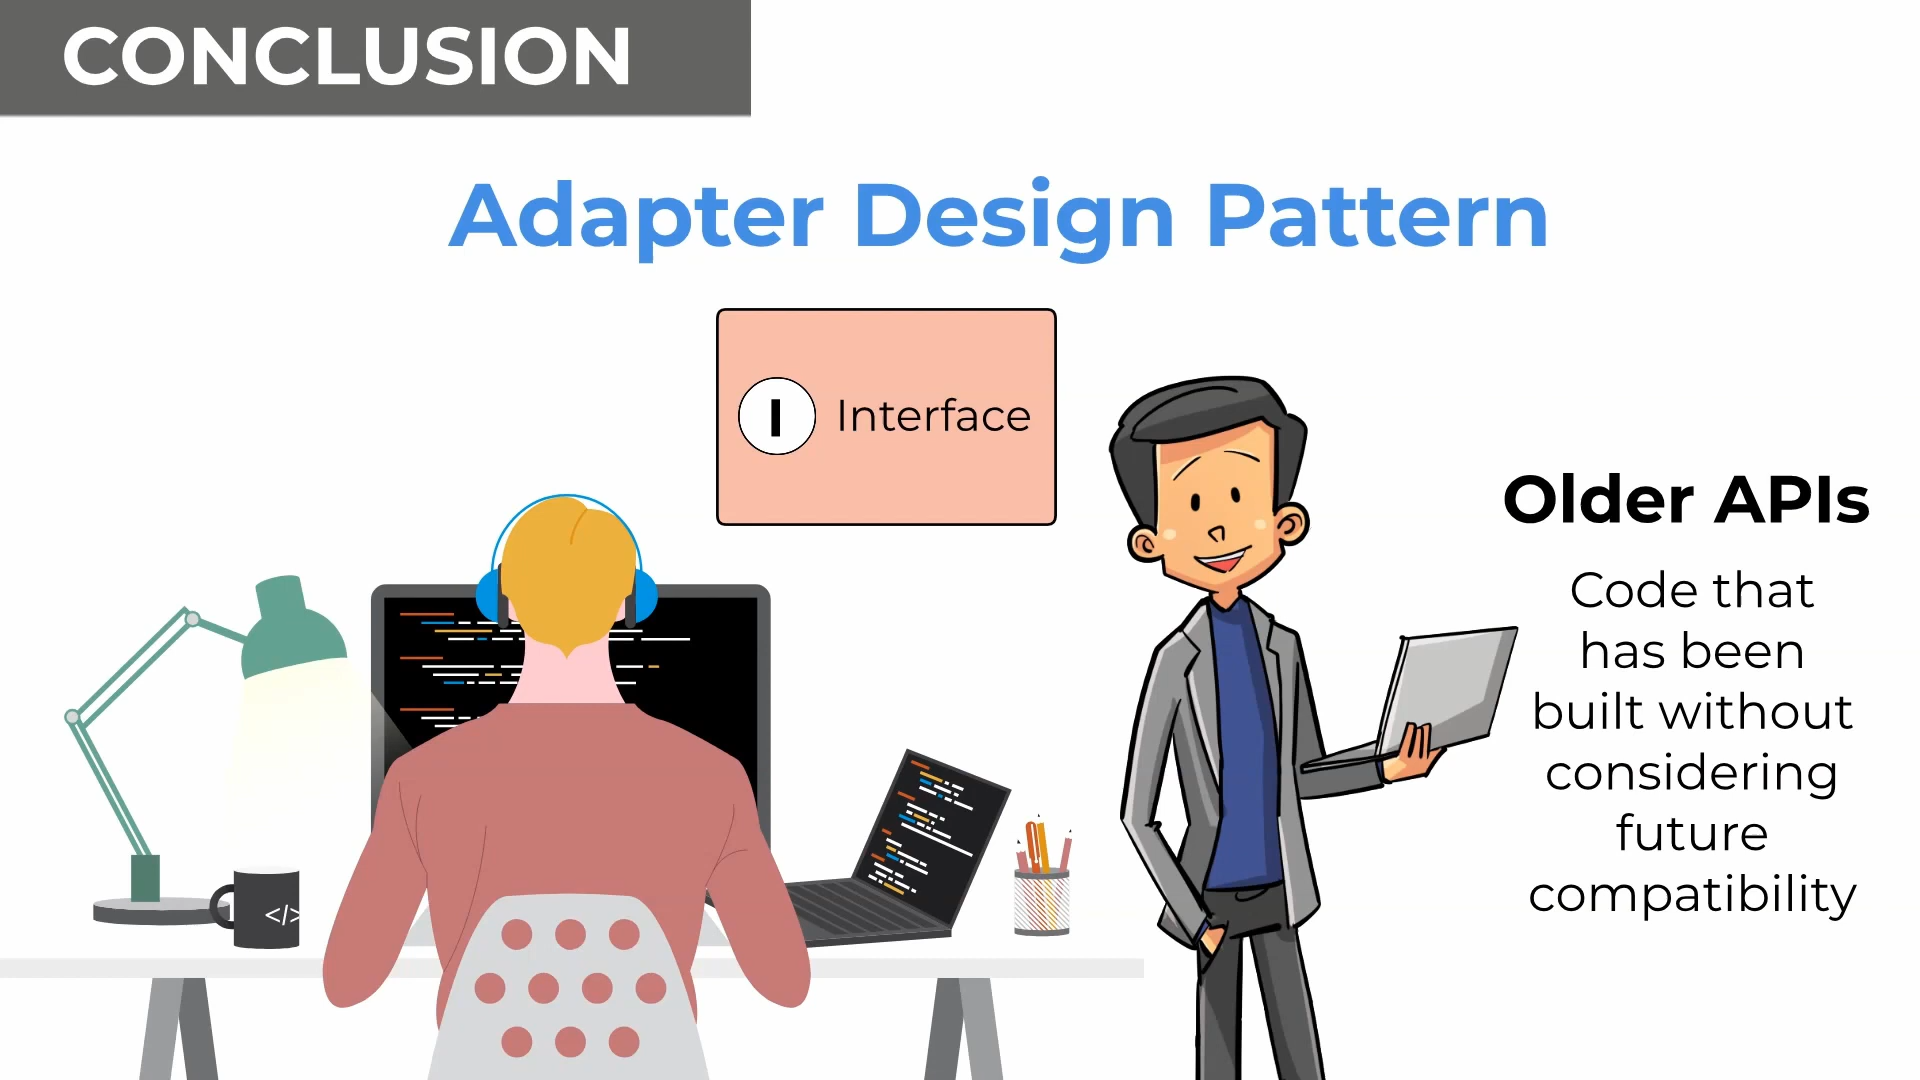 CONCLUSION
Adapter Design Pattern
I Interface
Older APIs
Code that
has been
built without
considering
future
compatibility
</>